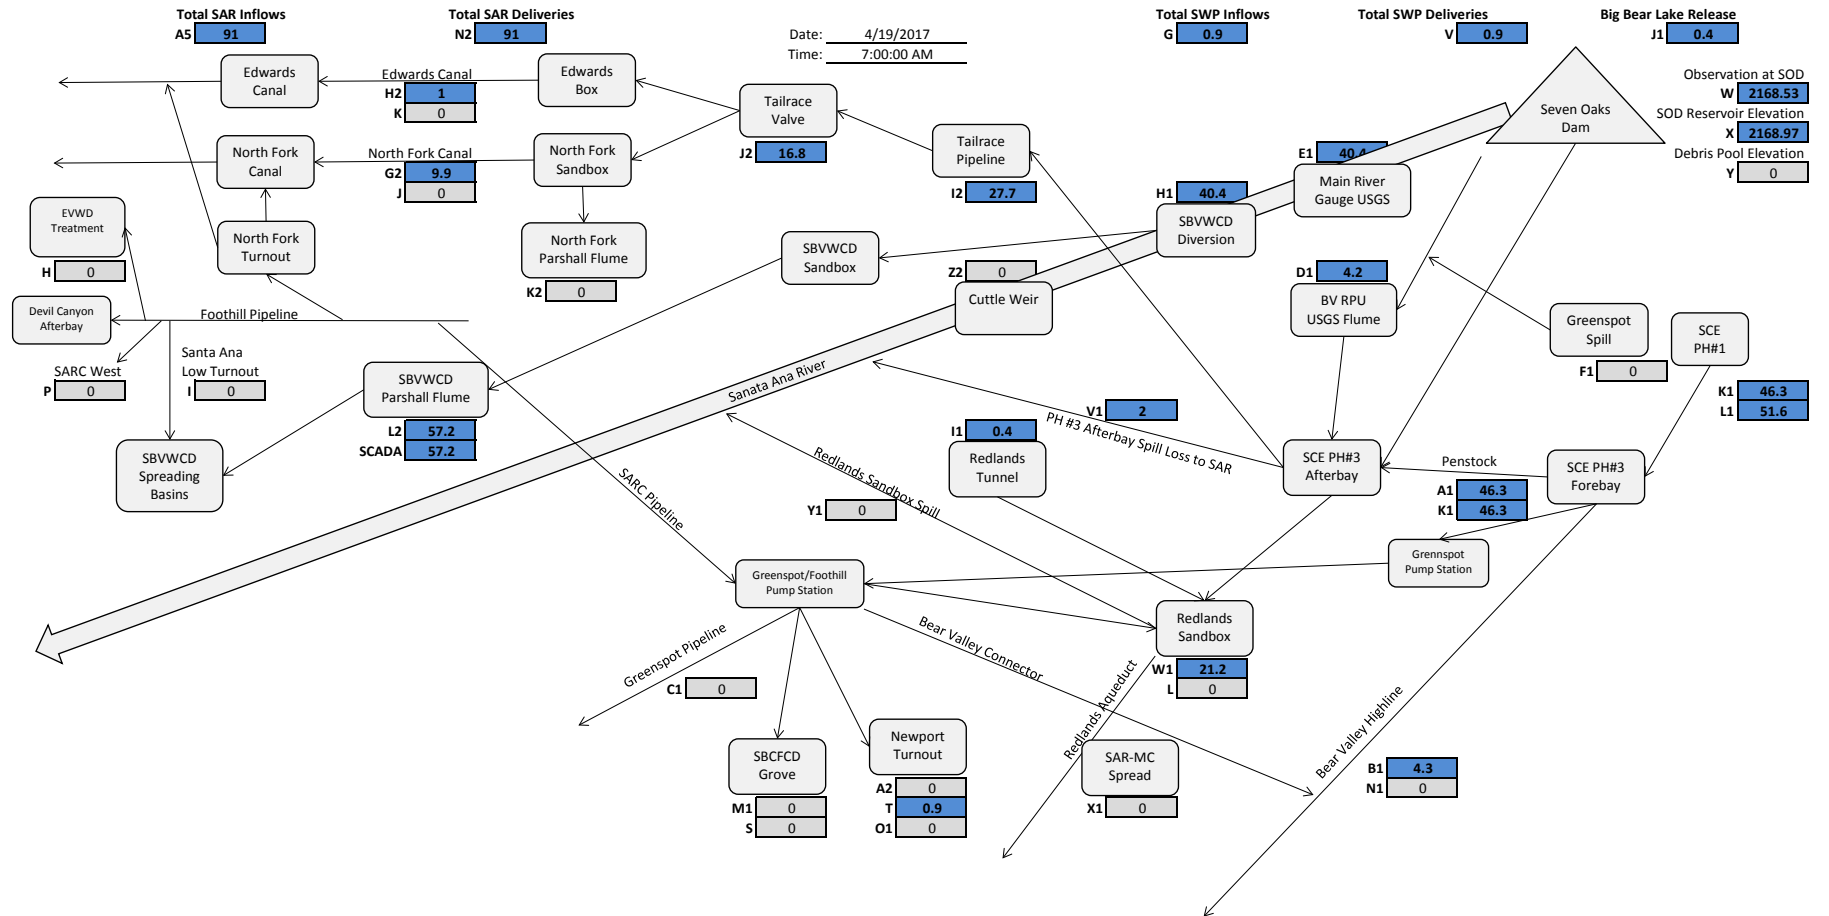 Total SAR Inflows
A5 91
Total SAR Deliveries
N2 91
Date: 4/19/2017
Time: 7:00:00 AM
Total SWP Inflows
G 0.9
Total SWP Deliveries
V 0.9
Big Bear Lake Release
J1 0.4
Observation at SOD
W 2168.53
SOD Reservoir Elevation
X 2168.97
Debris Pool Elevation
Y 0
Seven Oaks
Dam
Edwards
Canal
Edwards Canal
H2 1
K 0
Edwards
Box
Tailrace
Valve
J2 16.8
Tailrace
Pipeline
I2 27.7
North Fork
Canal
North Fork Canal
G2 9.9
J 0
North Fork
Sandbox
E1 40.4
Main River
Gauge USGS
H1 40.4
SBVWCD
Diversion
EVWD
Treatment
H 0
North Fork
Turnout
North Fork
Parshall Flume
K2 0
SBVWCD
Sandbox
Z2 0
Cuttle Weir
D1 4.2
BV RPU
USGS Flume
Greenspot
Spill
F1 0
SCE
PH#1
K1 46.3
L1 51.6
Devil Canyon
Afterbay
Foothill Pipeline
SARC West
P 0
Santa Ana
Low Turnout
I 0
SBVWCD
Parshall Flume
L2 57.2
SCADA 57.2
Sanata Ana River
SBVWCD
Spreading
Basins
SARC Pipeline
V1 2
PH #3 Afterbay Spill Loss to SAR
I1 0.4
Redlands
Tunnel
Redlands Sandbox Spill
Y1 0
SCE PH#3
Afterbay
Penstock
A1 46.3
K1 46.3
SCE PH#3
Forebay
Grennspot
Pump Station
Greenspot/Foothill
Pump Station
Redlands
Sandbox
W1 21.2
L 0
Greenspot Pipeline
C1 0
Bear Valley Connector
Redlands Aqueduct
Bear Valley Highline
SBCFCD
Grove
M1 0
S 0
Newport
Turnout
A2 0
T 0.9
O1 0
SAR-MC
Spread
X1 0
B1 4.3
N1 0